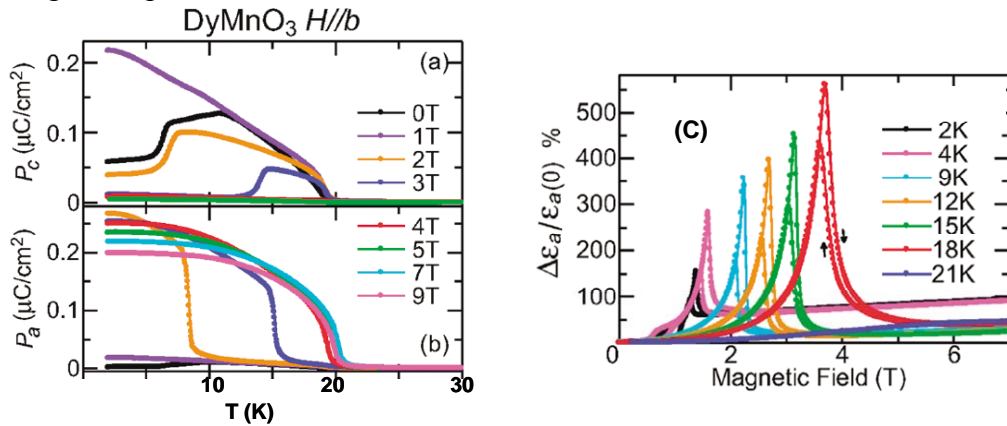 DyMnO3 H//b
(a)
0.2
0.1
0
Pc (µC/cm2)
0T
1T
2T
3T
(b)
0.2
0.1
0
Pa (µC/cm2)
4T
5T
7T
9T
10
20
30
T (K)
(C)
500
400
300
200
100
Δεa/εa(0) %
2K
4K
9K
12K
15K
18K
21K
0
2
4
6
Magnetic Field (T)